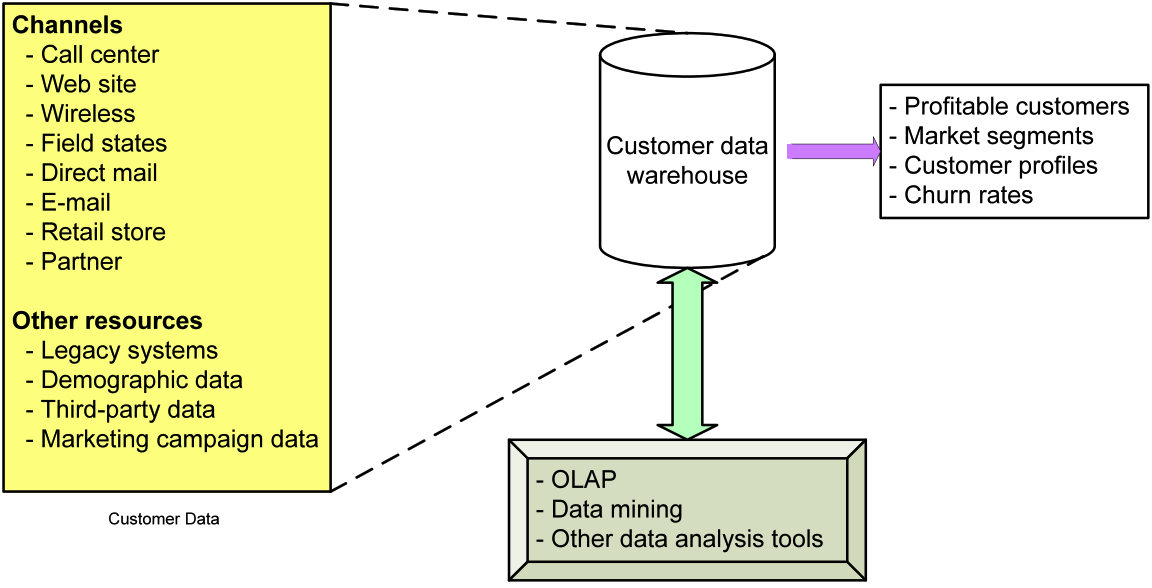 Channels
- Call center
- Web site
- Wireless
- Field states
- Direct mail
- E-mail
- Retail store
- Partner
Other resources
- Legacy systems
- Demographic data
- Third-party data
- Marketing campaign data
Customer Data
Customer data
warehouse
- Profitable customers
- Market segments
- Customer profiles
- Churn rates
- OLAP
- Data mining
- Other data analysis tools